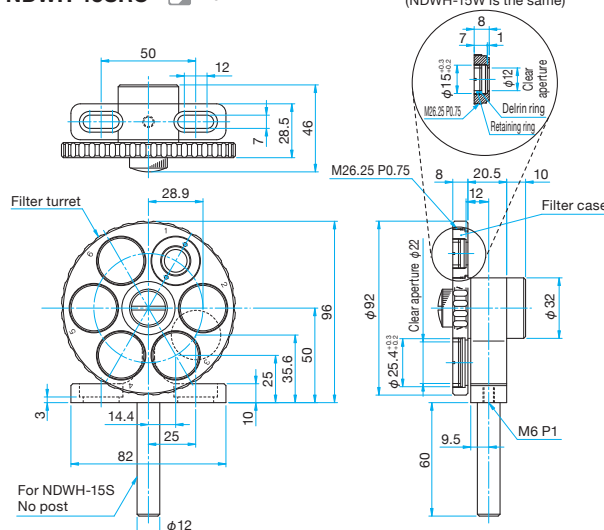 (NDWH-15W is the same)
8
7
1
φ15 +0.3 +0.2
φ12
Clear aperture
M26.25 P0.75
Delrin ring
Retaining ring
50
12
7
28.5
46
M26.25 P0.75
8
20.5
10
12
Filter case
Filter turret
28.9
1
2
3
4
5
6
96
50
35.6
25
10
3
14.4
25
82
For NDWH-15S
No post
φ12
φ92
Clear aperture φ22
φ25.4 +0.3 +0.2
φ32
M6 P1
9.5
60